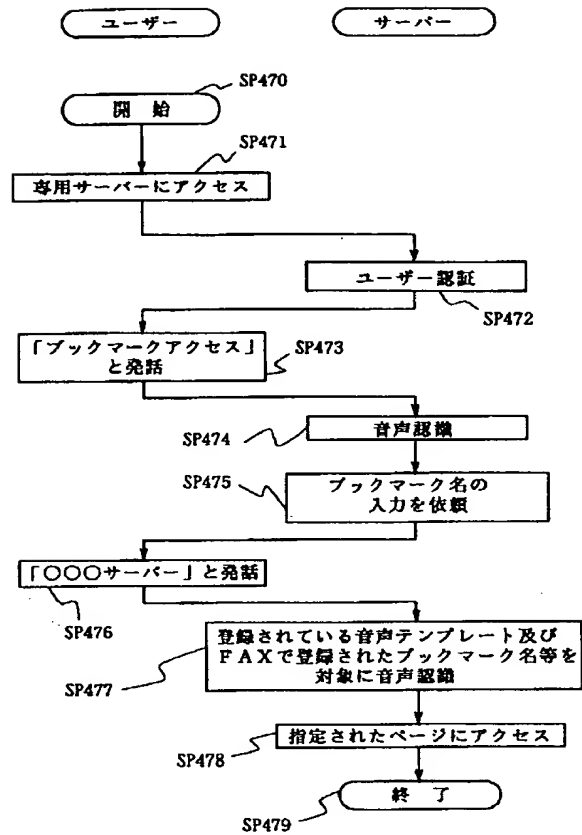 ユーザー
サーバー
SP470
開 始
SP471
専用サーバーにアクセス
ユーザー認証
SP472
「ブックマークアクセス」
と発話
SP473
SP474
音声認識
SP475
ブックマーク名の
入力を依頼
「〇〇〇サーバー」と発話
SP476
登録されている音声テンプレート及び
FAXで登録されたブックマーク名等を
対象に音声認識
SP477
指定されたページにアクセス
SP478
終 了
SP479